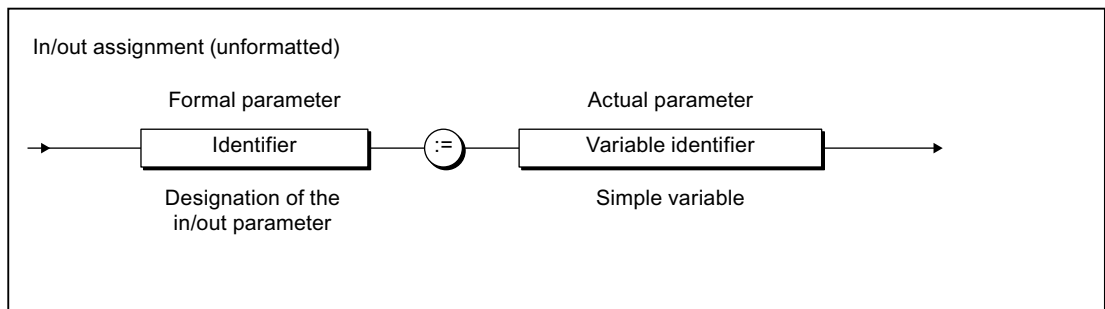 In/out assignment (unformatted)
Formal parameter
Actual parameter
Identifier
:=
Variable identifier
Designation of the
in/out parameter
Simple variable